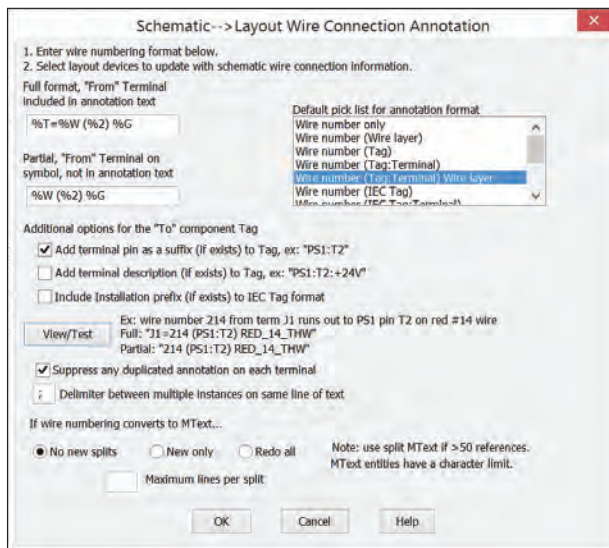 Schematic-->Layout Wire Connection Annotation
1. Enter wire numbering format below.
2. Select layout devices to update with schematic wire connection information.
Full format, "From" Terminal
included in annotation text
%T=%W (%2) %G
Partial, "From" Terminal on
symbol, not in annotation text
%W (%2) %G
Default pick list for annotation format
Wire number only
Wire number (Wire layer)
Wire number (Tag)
Wire number (Tag:Terminal)
Wire number (Tag:Terminal) Wire layer
Wire number (IEC Tag)
Wire number (IEC Tag:Terminal)
Additional options for the "To" component Tag
Add terminal pin as a suffix (if exists) to Tag, ex: "PS1:T2"
Add terminal description (if exists) to Tag, ex: "PS1:T2:+24V"
Include Installation prefix (if exists) to IEC Tag format
View/Test
Ex: wire number 214 from term J1 runs out to PS1 pin T2 on red #14 wire
Full: "J1=214 (PS1:T2) RED_14_THW"
Partial: "214 (PS1:T2) RED_14_THW"
Suppress any duplicated annotation on each terminal
; Delimiter between multiple instances on same line of text
If wire numbering converts to MText...
No new splits New only Redo all
Note: use split MText if >50 references.
MText entities have a character limit.
Maximum lines per split
OK Cancel Help